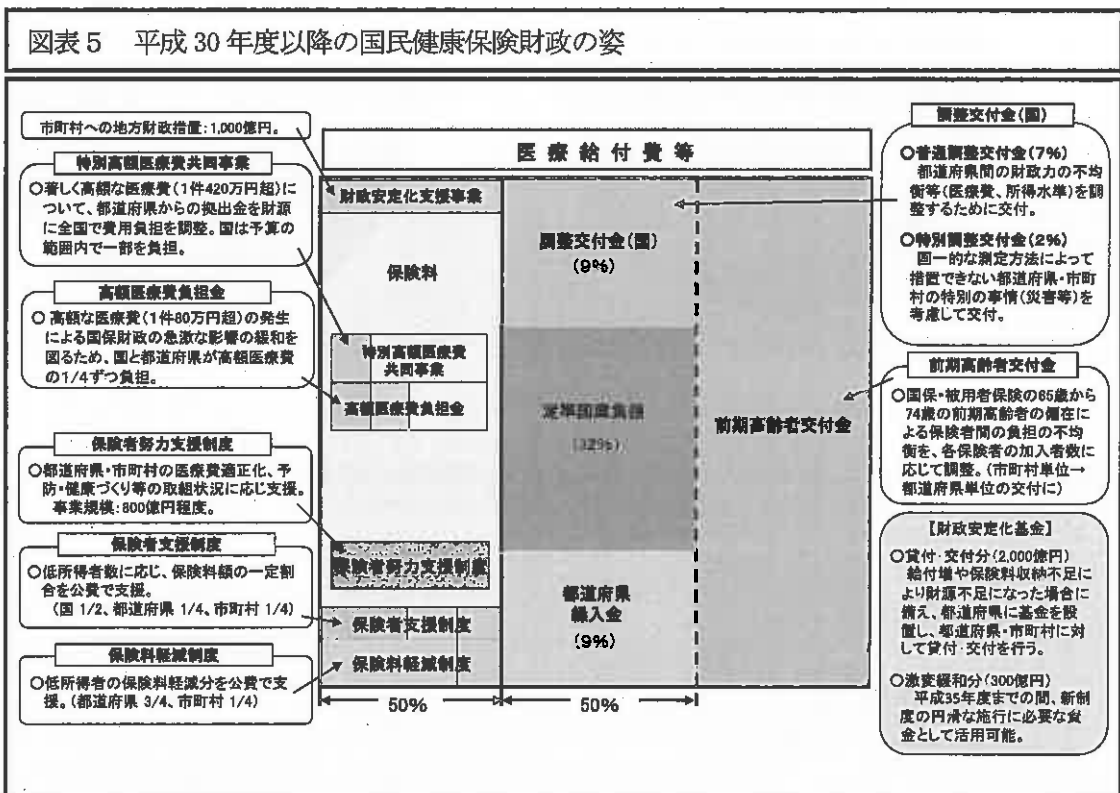 図表5 平成30年度以降の国民健康保険財政の姿
市町村への地方財政措置:1,000億円。
特別高額医療費共同事業
○著しく高額な医療費(1件420万円超)に
ついて、都道府県からの拠出金を財源
に全国で費用負担を調整。国は予算の
範囲内で一部を負担。
高額医療費負担金
○高額な医療費(1件80万円超)の発生
による国保財政の急激な影響の緩和を
図るため、国と都道府県が高額医療費
の1/4ずつ負担。
保険者努力支援制度
○都道府県・市町村の医療費適正化、予
防・健康づくり等の取組状況に応じ支援。
事業規模:800億円程度。
保険者支援制度
○低所得者数に応じ、保険料額の一定割
合を公費で支援。
(国 1/2、都道府県 1/4、市町村 1/4)
保険料軽減制度
○低所得者の保険料軽減分を公費で支
援。(都道府県 3/4、市町村 1/4)
医療給付費等
財政安定化支援事業
保険料
特別高額医療費
共同事業
高額医療費負担金
保険者努力支援制度
保険者支援制度
保険料軽減制度
50%
調整交付金(国)
(9%)
定率国庫負担
(32%)
都道府県
繰入金
(9%)
50%
前期高齢者交付金
調整交付金(国)
○普通調整交付金(7%)
都道府県間の財政力の不均
衡等(医療費、所得水準)を調
整するために交付。
○特別調整交付金(2%)
画一的な測定方法によって
措置できない都道府県・市町
村の特別の事情(災害等)を
考慮して交付。
前期高齢者交付金
○国保・被用者保険の65歳から
74歳の前期高齢者の偏在に
よる保険者間の負担の不均
衡を、各保険者の加入者数に
応じて調整。(市町村単位→
都道府県単位の交付に)
【財政安定化基金】
○貸付・交付分(2,000億円)
給付増や保険料収納不足に
より財源不足になった場合に
備え、都道府県に基金を設
置し、都道府県・市町村に対
して貸付・交付を行う。
○激変緩和分(300億円)
平成35年度までの間、新制
度の円滑な施行に必要な資
金として活用可能。